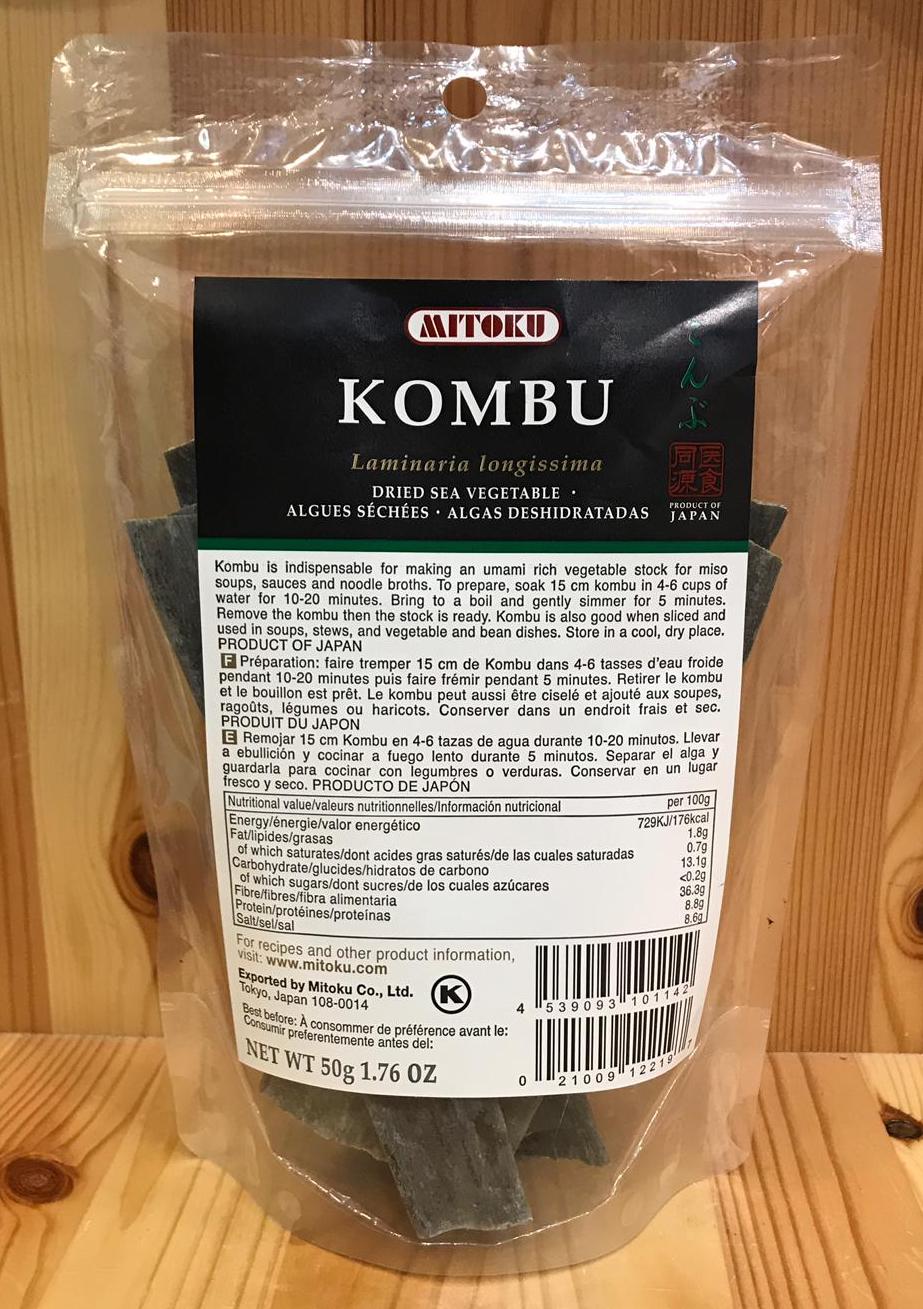 MITOKU
KOMBU
こんぶ
Laminaria longissima
DRIED SEA VEGETABLE •
ALGUES SÉCHÉES • ALGAS DESHIDRATADAS
医食
同源
PRODUCT OF
JAPAN
Kombu is indispensable for making an umami rich vegetable stock for miso
soups, sauces and noodle broths. To prepare, soak 15 cm kombu in 4-6 cups of
water for 10-20 minutes. Bring to a boil and gently simmer for 5 minutes.
Remove the kombu then the stock is ready. Kombu is also good when sliced and
used in soups, stews, and vegetable and bean dishes. Store in a cool, dry place.
PRODUCT OF JAPAN
F Préparation: faire tremper 15 cm de Kombu dans 4-6 tasses d'eau froide
pendant 10-20 minutes puis faire frémir pendant 5 minutes. Retirer le kombu
et le bouillon est prêt. Le kombu peut aussi être ciselé et ajouté aux soupes,
ragoûts, légumes ou haricots. Conserver dans un endroit frais et sec.
PRODUIT DU JAPON
E Remojar 15 cm Kombu en 4-6 tazas de agua durante 10-20 minutos. Llevar
a ebullición y cocinar a fuego lento durante 5 minutos. Separar el alga y
guardarla para cocinar con legumbres o verduras. Conservar en un lugar
fresco y seco. PRODUCTO DE JAPÓN
Nutritional value/valeurs nutritionnelles/Información nutricional per 100g
Energy/énergie/valor energético 729KJ/176kcal
Fat/lipides/grasas 1.8g
of which saturates/dont acides gras saturés/de las cuales saturadas 0.7g
Carbohydrate/glucides/hidratos de carbono 13.1g
of which sugars/dont sucres/de los cuales azúcares <0.2g
Fibre/fibres/fibra alimentaria 36.3g
Protein/protéines/proteínas 8.8g
Salt/sel/sal 8.6g
For recipes and other product information,
visit: www.mitoku.com
Exported by Mitoku Co., Ltd.
Tokyo, Japan 108-0014
K
Best before: À consommer de préférence avant le:
Consumir preferentemente antes del:
NET WT 50g 1.76 OZ
4 539093 101142
0 21009 12219 7